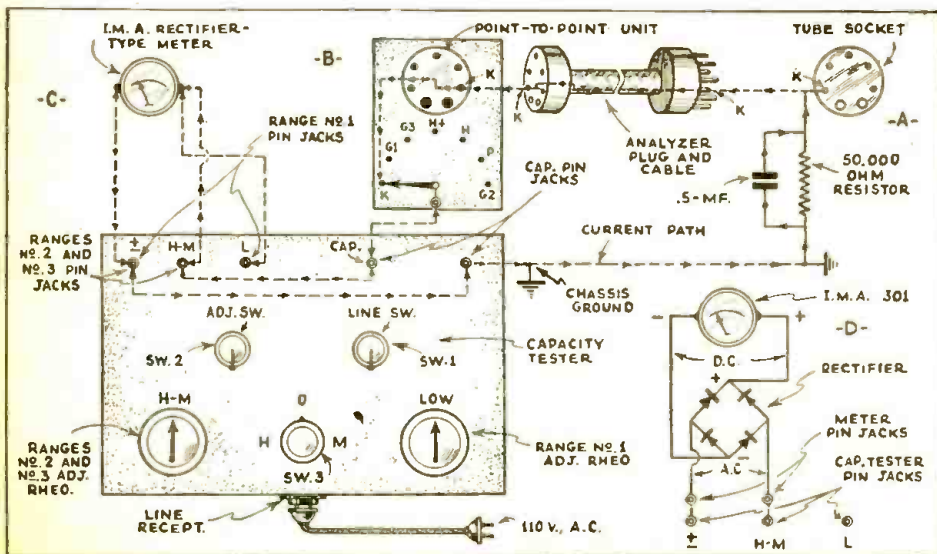 I.M.A. RECTIFIER-
TYPE METER
-C-
-B-
POINT-TO-POINT UNIT
TUBE SOCKET
K
K
K
K
-A-
RANGE No.1
PIN JACKS
H+
G3
H
G1
P
K
G2
CAP. PIN
JACKS
ANALYZER
PLUG AND
CABLE
.5-MF.
50,000
OHM
RESISTOR
RANGES
No.2 AND
No.3 PIN
JACKS
±
H-M
L
CAP.
CURRENT PATH
CHASSIS
GROUND
ADJ. SW.
LINE SW.
SW.2
SW.1
CAPACITY
TESTER
I.M.A. 301
-
+
-D-
D.C.
+
RECTIFIER
-
A.C
METER
PIN JACKS
CAP. TESTER
PIN JACKS
±
H-M
L
H-M
O
LOW
H
M
SW.3
RANGES
No.2 AND
No.3 ADJ.
RHEO.
RANGE No.1
ADJ. RHEO
LINE
RECEPT.
110 V., A.C.